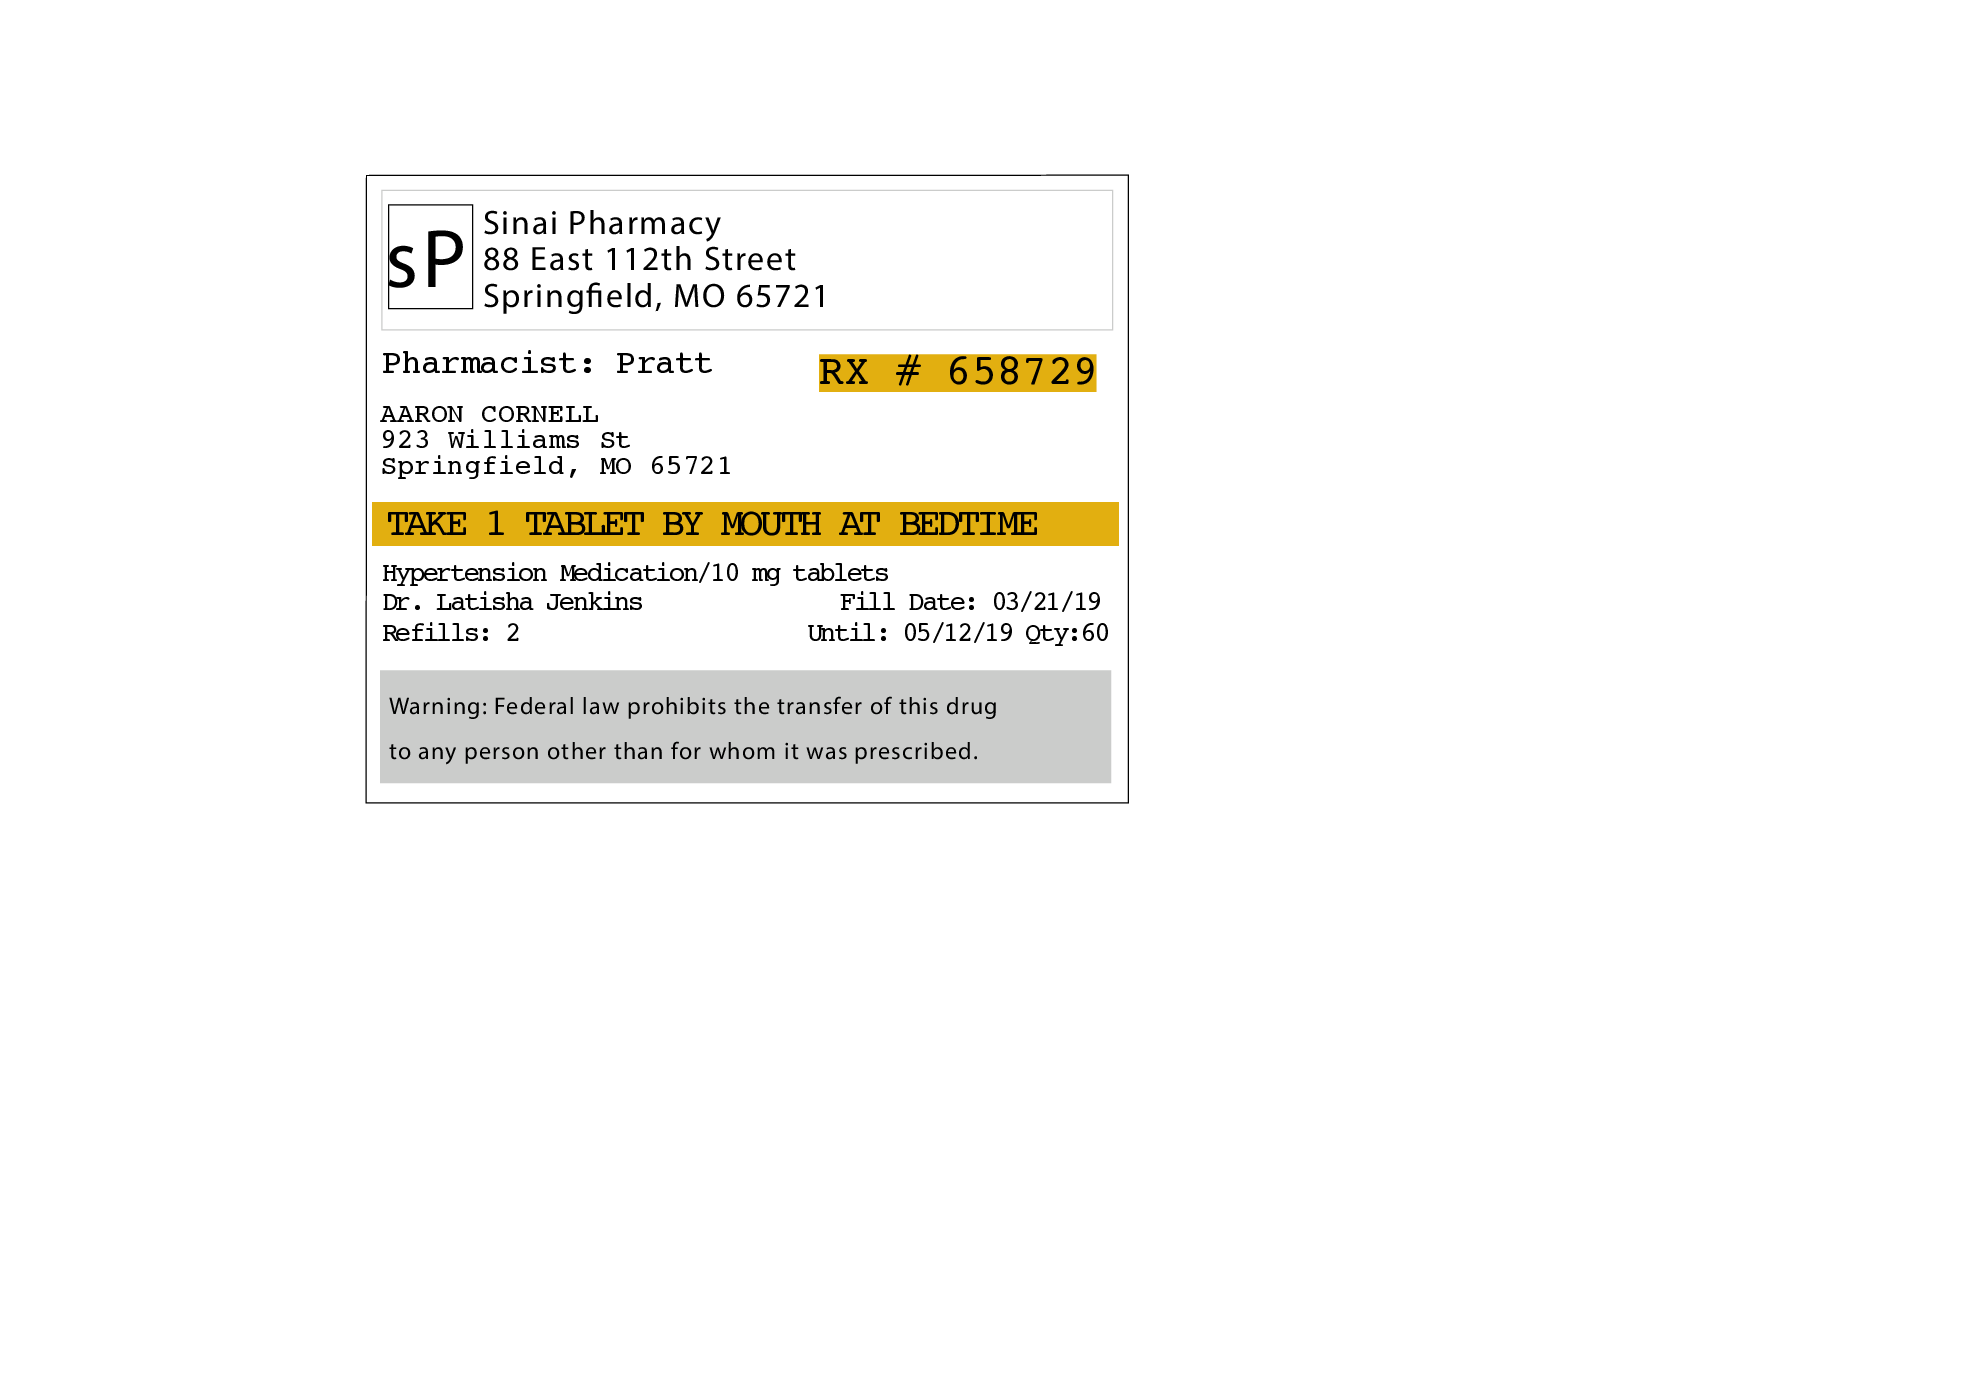 sP
Sinai Pharmacy
88 East 112th Street
Springfield, MO 65721
Pharmacist: Pratt
RX # 658729
AARON CORNELL
923 Williams St
Springfield, MO 65721
TAKE 1 TABLET BY MOUTH AT BEDTIME
Hypertension Medication/10 mg tablets
Dr. Latisha Jenkins Fill Date: 03/21/19
Refills: 2 Until: 05/12/19 Qty:60
Warning: Federal law prohibits the transfer of this drug
to any person other than for whom it was prescribed.